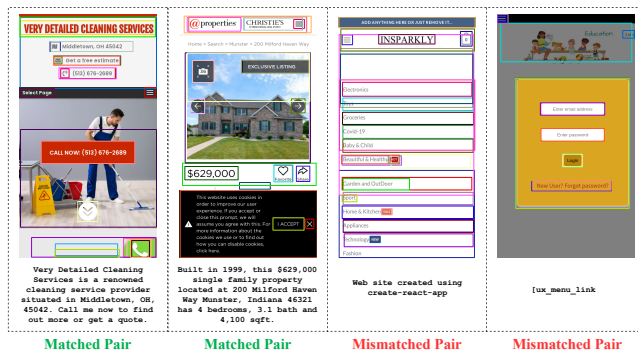 VERY DETAILED CLEANING SERVICES
Middletown, OH 45042
Get a free estimate
(513) 676-2689
Select Page
CALL NOW: (513) 676-2689
Very Detailed Cleaning
Services is a renowned
cleaning service provider
situated in Middletown, OH,
45042. Call me now to find
out more or get a quote.
Matched Pair
@properties
CHRISTIE'S
Home > Search > Munster > 200 Milford Haven Way
EXCLUSIVE LISTING
$629,000
Favorite
Share
This website uses cookies in
order to improve our user
experience. If you accept or
close this prompt, we will
assume you agree with this. For
more information about the
cookies we use or to find out
how you can disable cookies,
click here.
I ACCEPT
Built in 1999, this $629,000
single family property
located at 200 Milford Haven
Way Munster, Indiana 46321
has 4 bedrooms, 3.1 bath and
4,100 sqft.
Matched Pair
ADD ANYTHING HERE OR JUST REMOVE IT...
INSPARKLY
0
Electronics
Groceries
Covid-19
Baby & Child
Beautiful & Healthy
Garden and OutDoor
Sport
Home & Kitchen
Appliances
Technology
Fashion
Web site created using
create-react-app
Mismatched Pair
Education
Enter email address
Enter password
Login
New User? Forgot password?
[ux_menu_link
Mismatched Pair